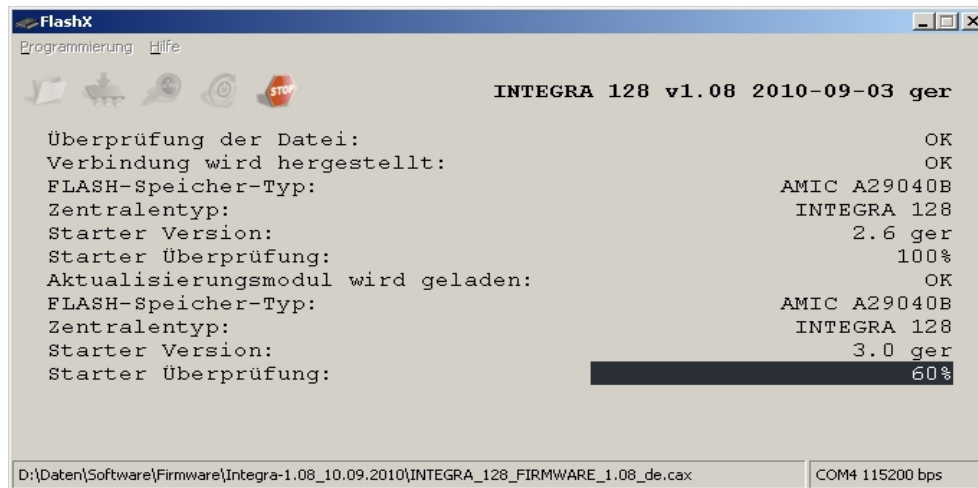 FlashX
Programmierung Hilfe
STOP
INTEGRA 128 v1.08 2010-09-03 ger
Überprüfung der Datei: OK
Verbindung wird hergestellt: OK
FLASH-Speicher-Typ: AMIC A29040B
Zentralentyp: INTEGRA 128
Starter Version: 2.6 ger
Starter Überprüfung: 100%
Aktualisierungsmodul wird geladen: OK
FLASH-Speicher-Typ: AMIC A29040B
Zentralentyp: INTEGRA 128
Starter Version: 3.0 ger
Starter Überprüfung: 60%
D:\Daten\Software\Firmware\Integra-1.08_10.09.2010\INTEGRA_128_FIRMWARE_1.08_de.cax COM4 115200 bps